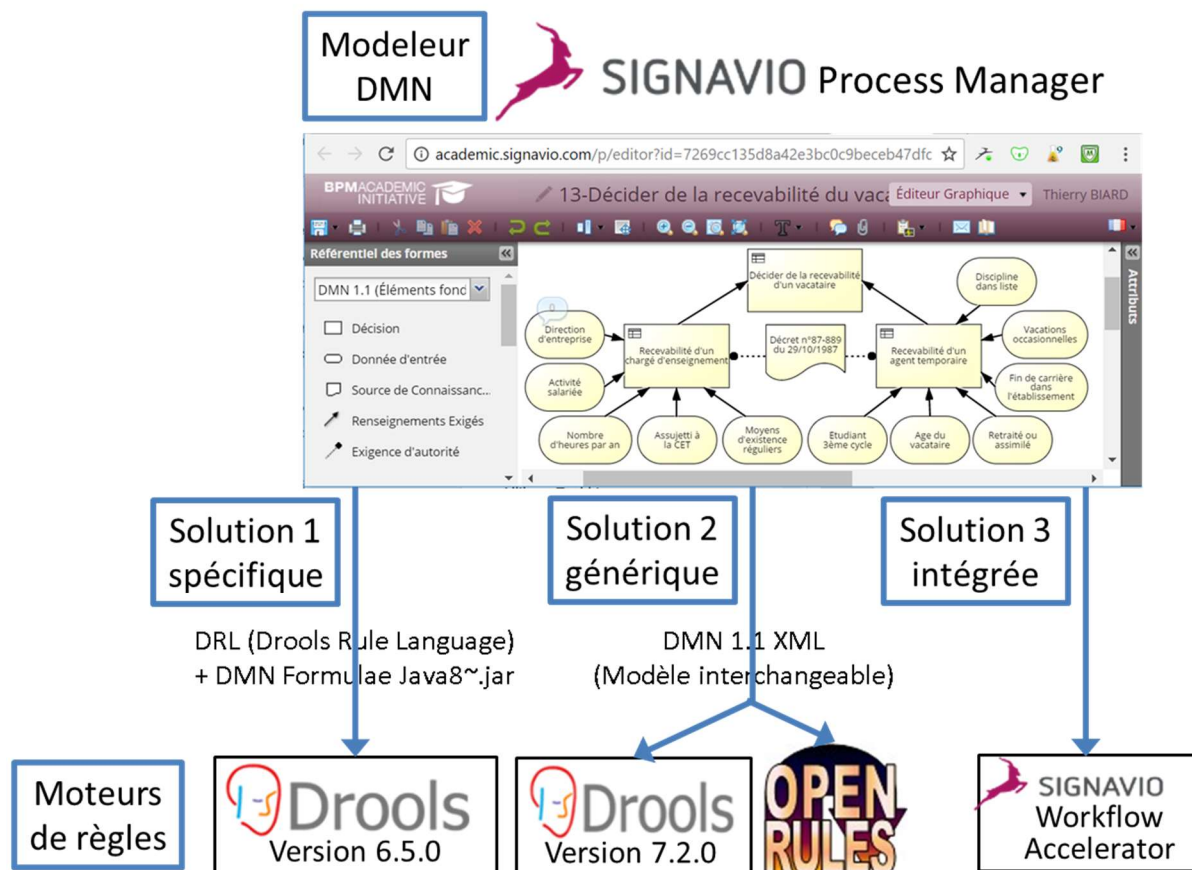 Modeleur
DMN
SIGNAVIO Process Manager
academic.signavio.com/p/editor?id=7269cc135d8a42e3bc0c9beceb47dfc
BPMACADEMIC
INITIATIVE
13-Décider de la recevabilité du vaca
Éditeur Graphique
Thierry BIARD
Référentiel des formes
DMN 1.1 (Éléments fond
Décision
Donnée d'entrée
Source de Connaissanc...
Renseignements Exigés
Exigence d'autorité
Attributs
0
Décider de la recevabilité
d'un vacataire
Discipline
dans liste
Direction
d'entreprise
Recevabilité d'un
chargé d'enseignement
Décret n°87-889
du 29/10/1987
Recevabilité d'un
agent temporaire
Vacations
occasionnelles
Activité
salariée
Fin de carrière
dans
l'établissement
Nombre
d'heures par an
Assujetti à
la CET
Moyens
d'existence
réguliers
Etudiant
3ème cycle
Age du
vacataire
Retraité ou
assimilé
Solution 1
spécifique
Solution 2
générique
Solution 3
intégrée
DRL (Drools Rule Language)
+ DMN Formulae Java8~.jar
DMN 1.1 XML
(Modèle interchangeable)
Moteurs
de règles
Drools
Version 6.5.0
Drools
Version 7.2.0
OPEN
RULES
SIGNAVIO
Workflow
Accelerator